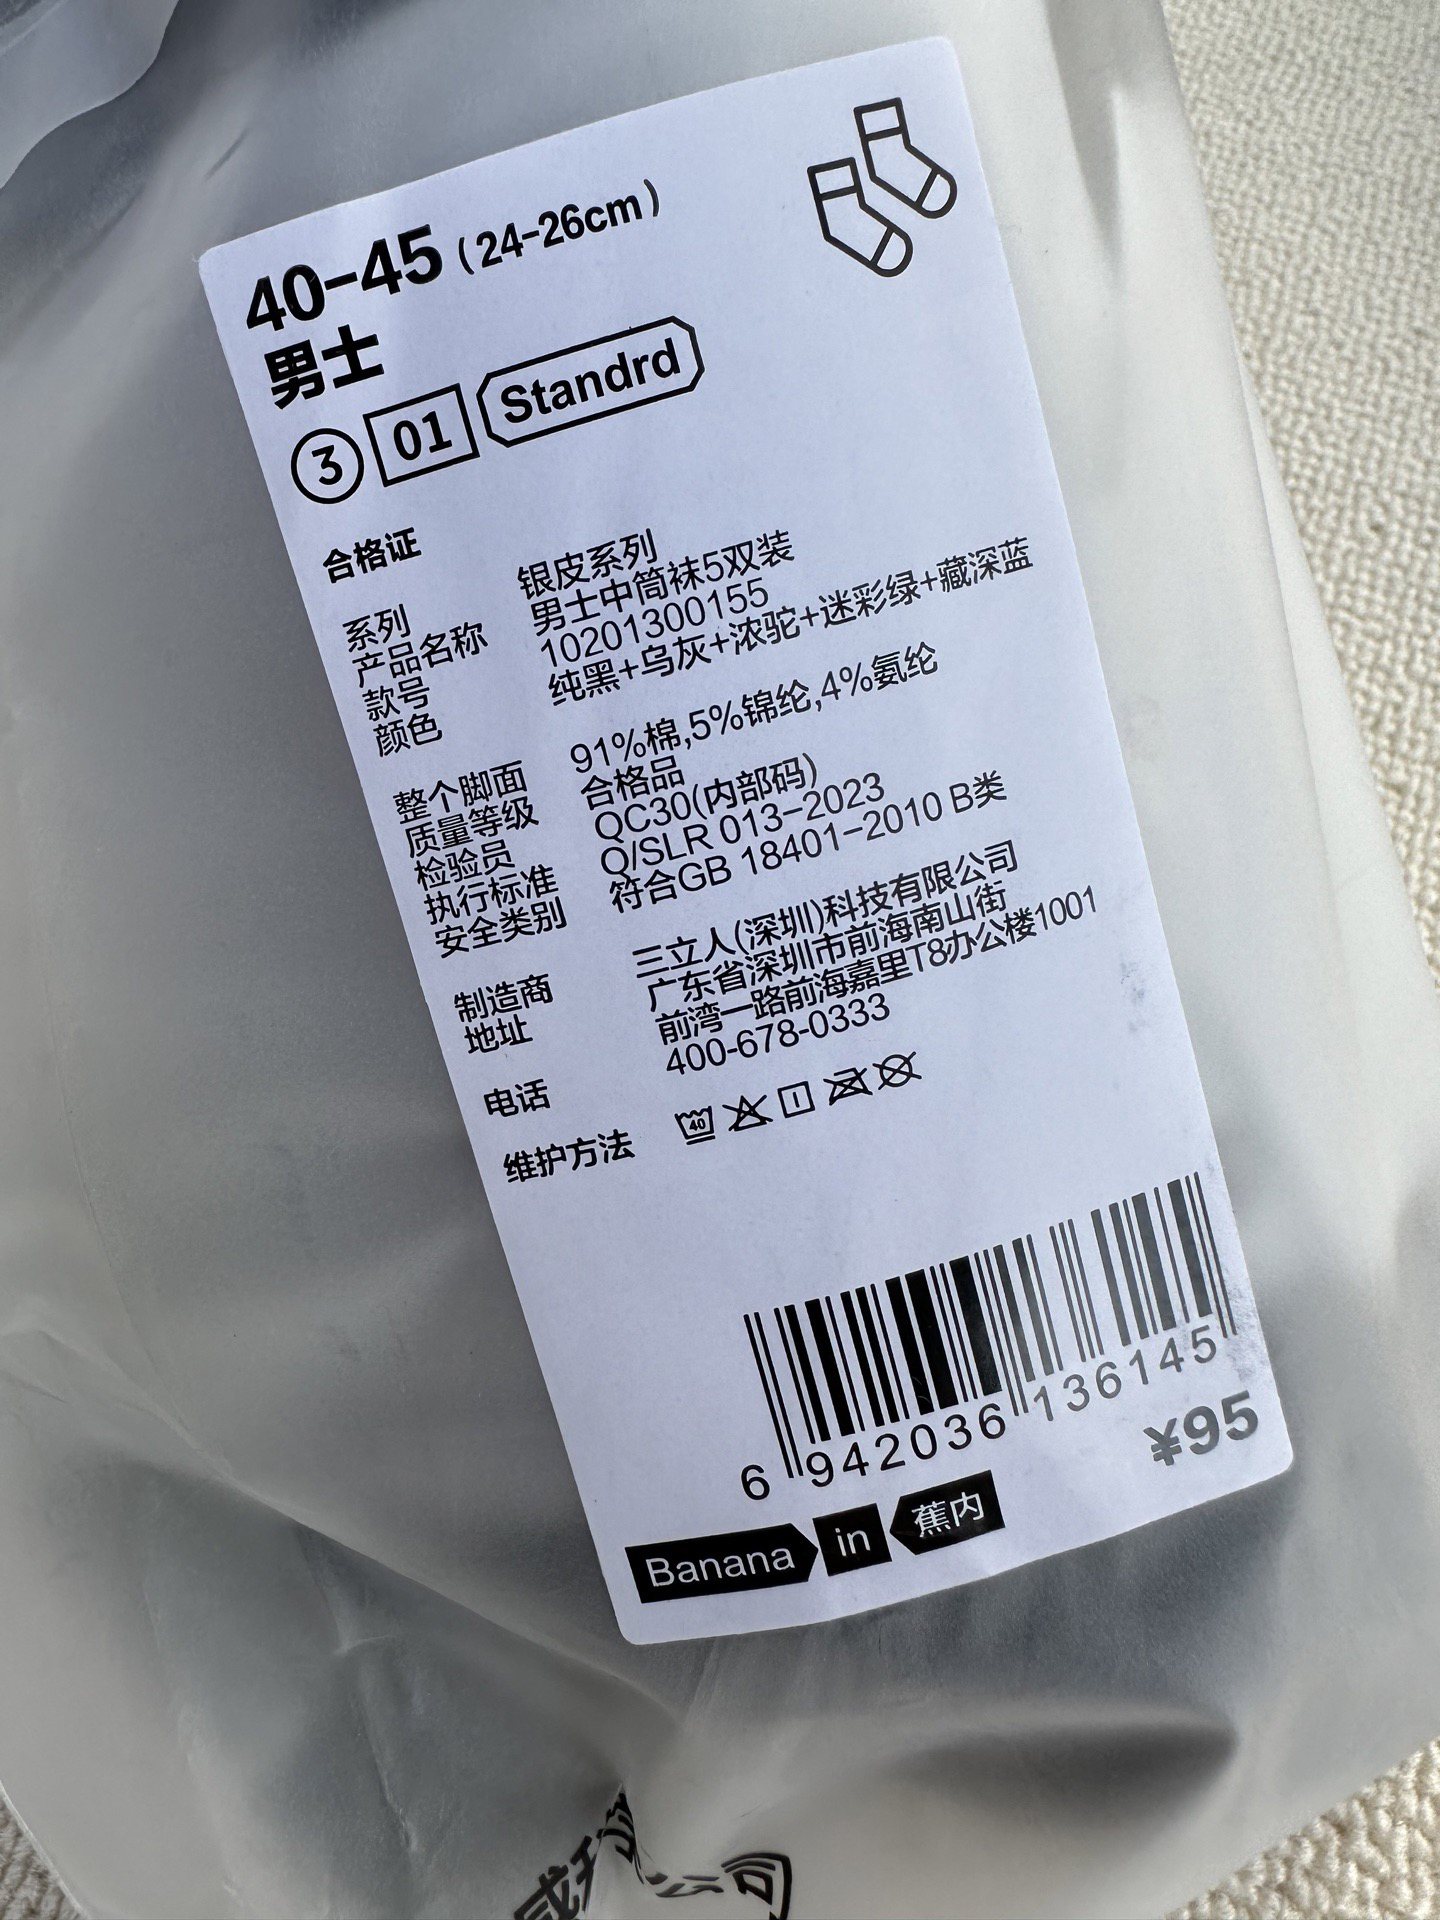 40-45 (24-26cm)
男士
3 01 Standrd
合格证
系列 银皮系列
产品名称 男士中筒袜5双装
款号 10201300155
颜色 纯黑+乌灰+浓驼+迷彩绿+藏深蓝
整个脚面 91%棉,5%锦纶,4%氨纶
质量等级 合格品
检验员 QC30(内部码)
执行标准 Q/SLR 013-2023
安全类别 符合GB 18401-2010 B类
制造商 三立人(深圳)科技有限公司
地址 广东省深圳市前海南山街
前湾一路前海嘉里T8办公楼1001
电话 400-678-0333
维护方法 40
6 942036 136145
¥95
Banana in 蕉内
公司